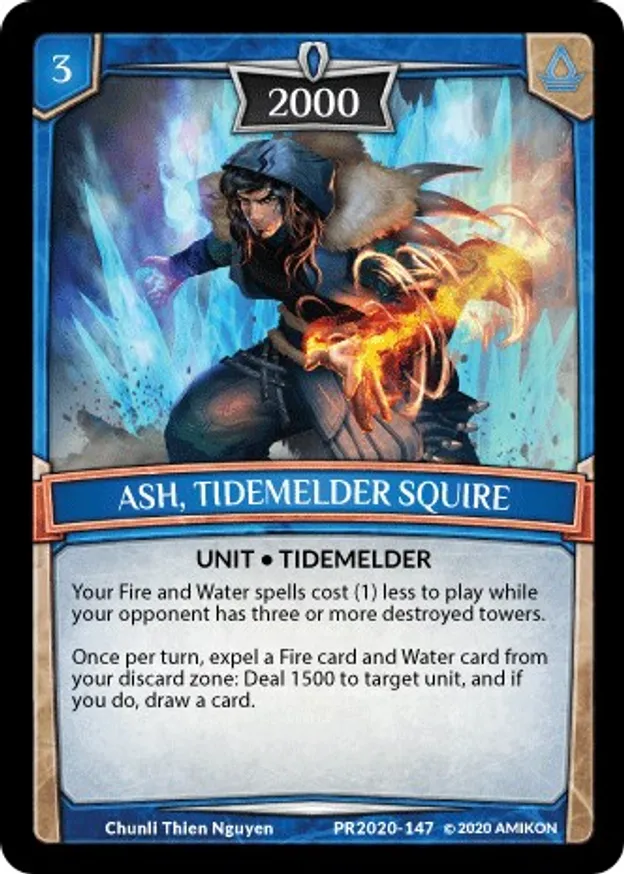 3
2000
ASH, TIDEMELDER SQUIRE
UNIT • TIDEMELDER
Your Fire and Water spells cost (1) less to play while
your opponent has three or more destroyed towers.
Once per turn, expel a Fire card and Water card from
your discard zone: Deal 1500 to target unit, and if
you do, draw a card.
Chunli Thien Nguyen PR2020-147 © 2020 AMIKON